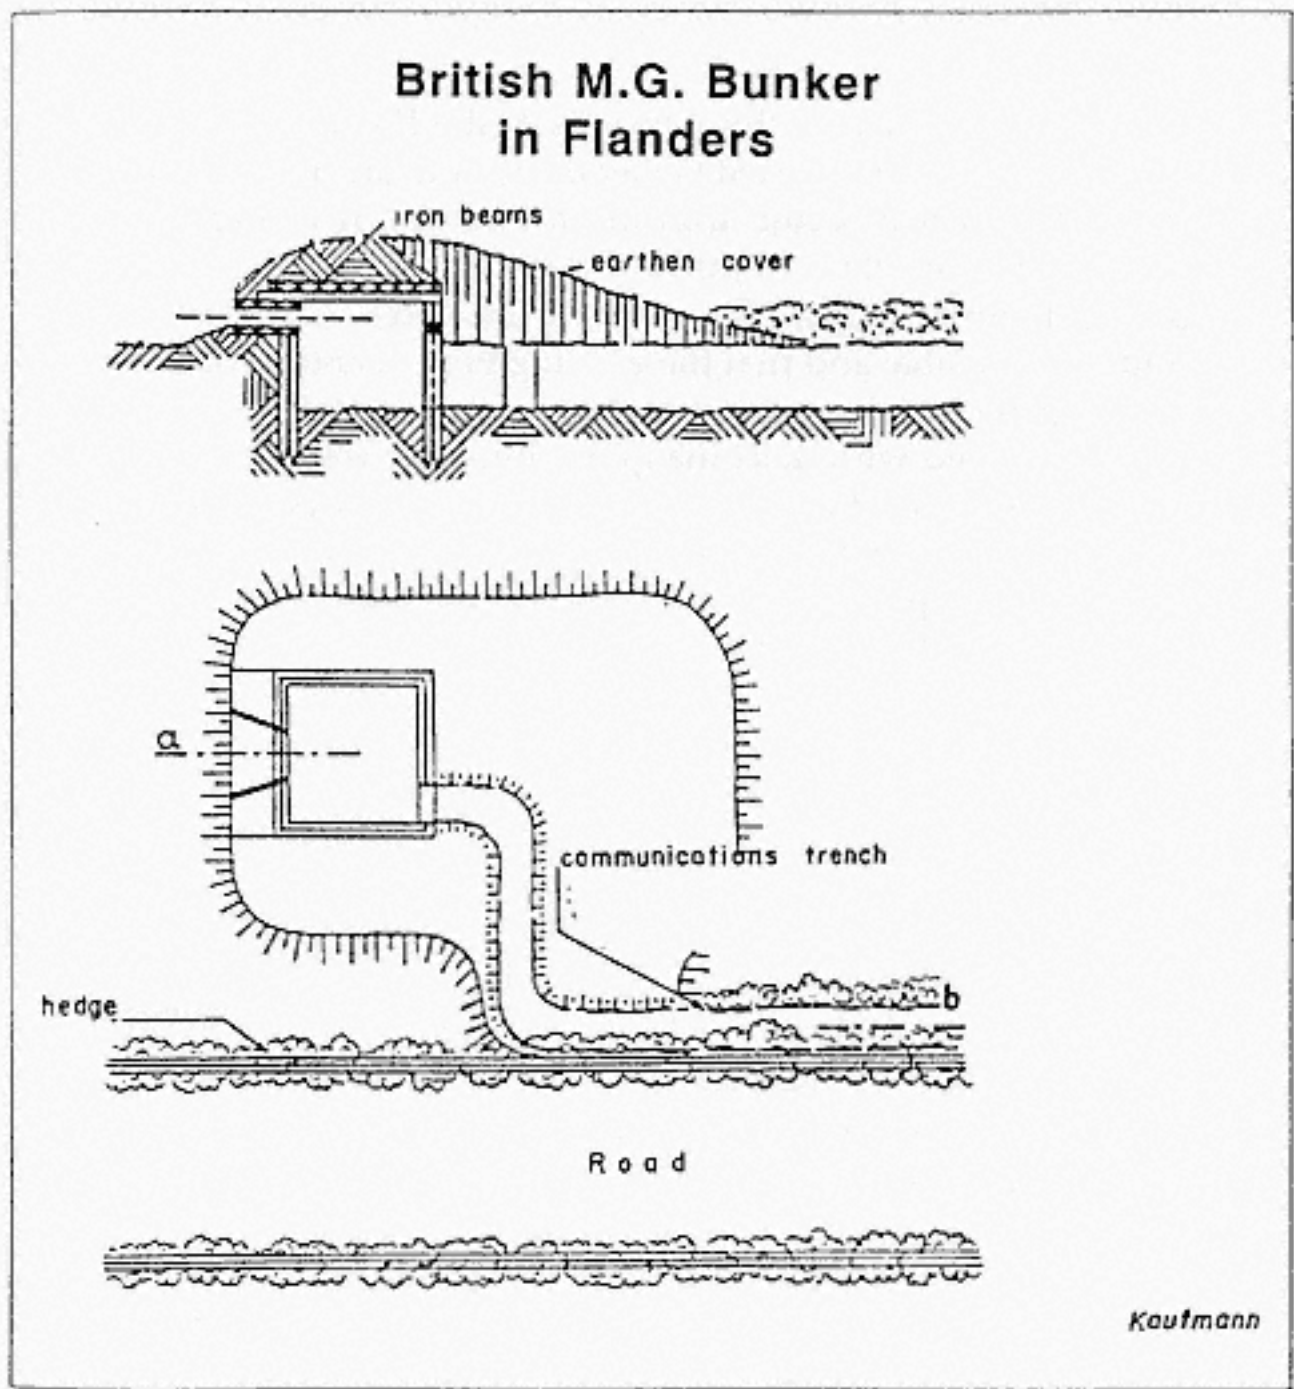 British M.G. Bunker
in Flanders
iron beams
earthen cover
a
communications trench
hedge
b
Road
Kaufmann